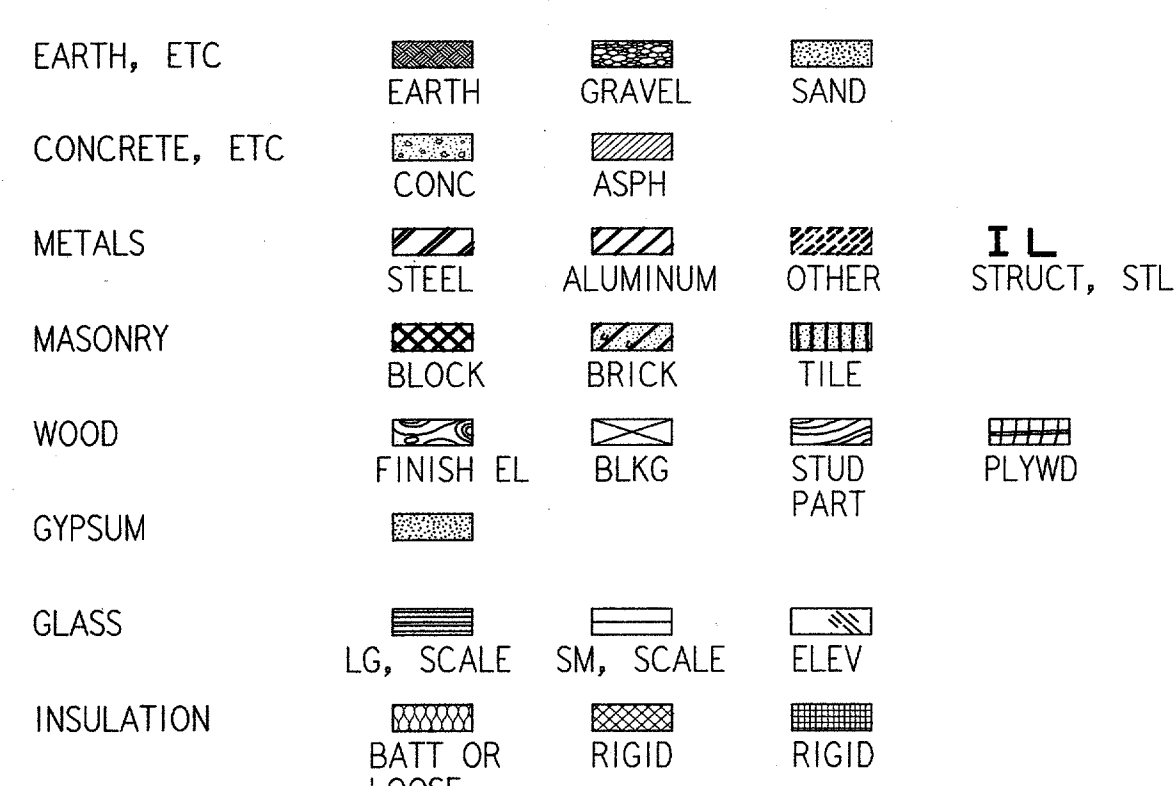 EARTH, ETC
EARTH GRAVEL SAND
CONCRETE, ETC
CONC ASPH
METALS
STEEL ALUMINUM OTHER STRUCT, STL
MASONRY
BLOCK BRICK TILE
WOOD
FINISH EL BLKG STUD PLYWD
PART
GYPSUM
GLASS
LG, SCALE SM, SCALE ELEV
INSULATION
BATT OR RIGID RIGID
LOOSE